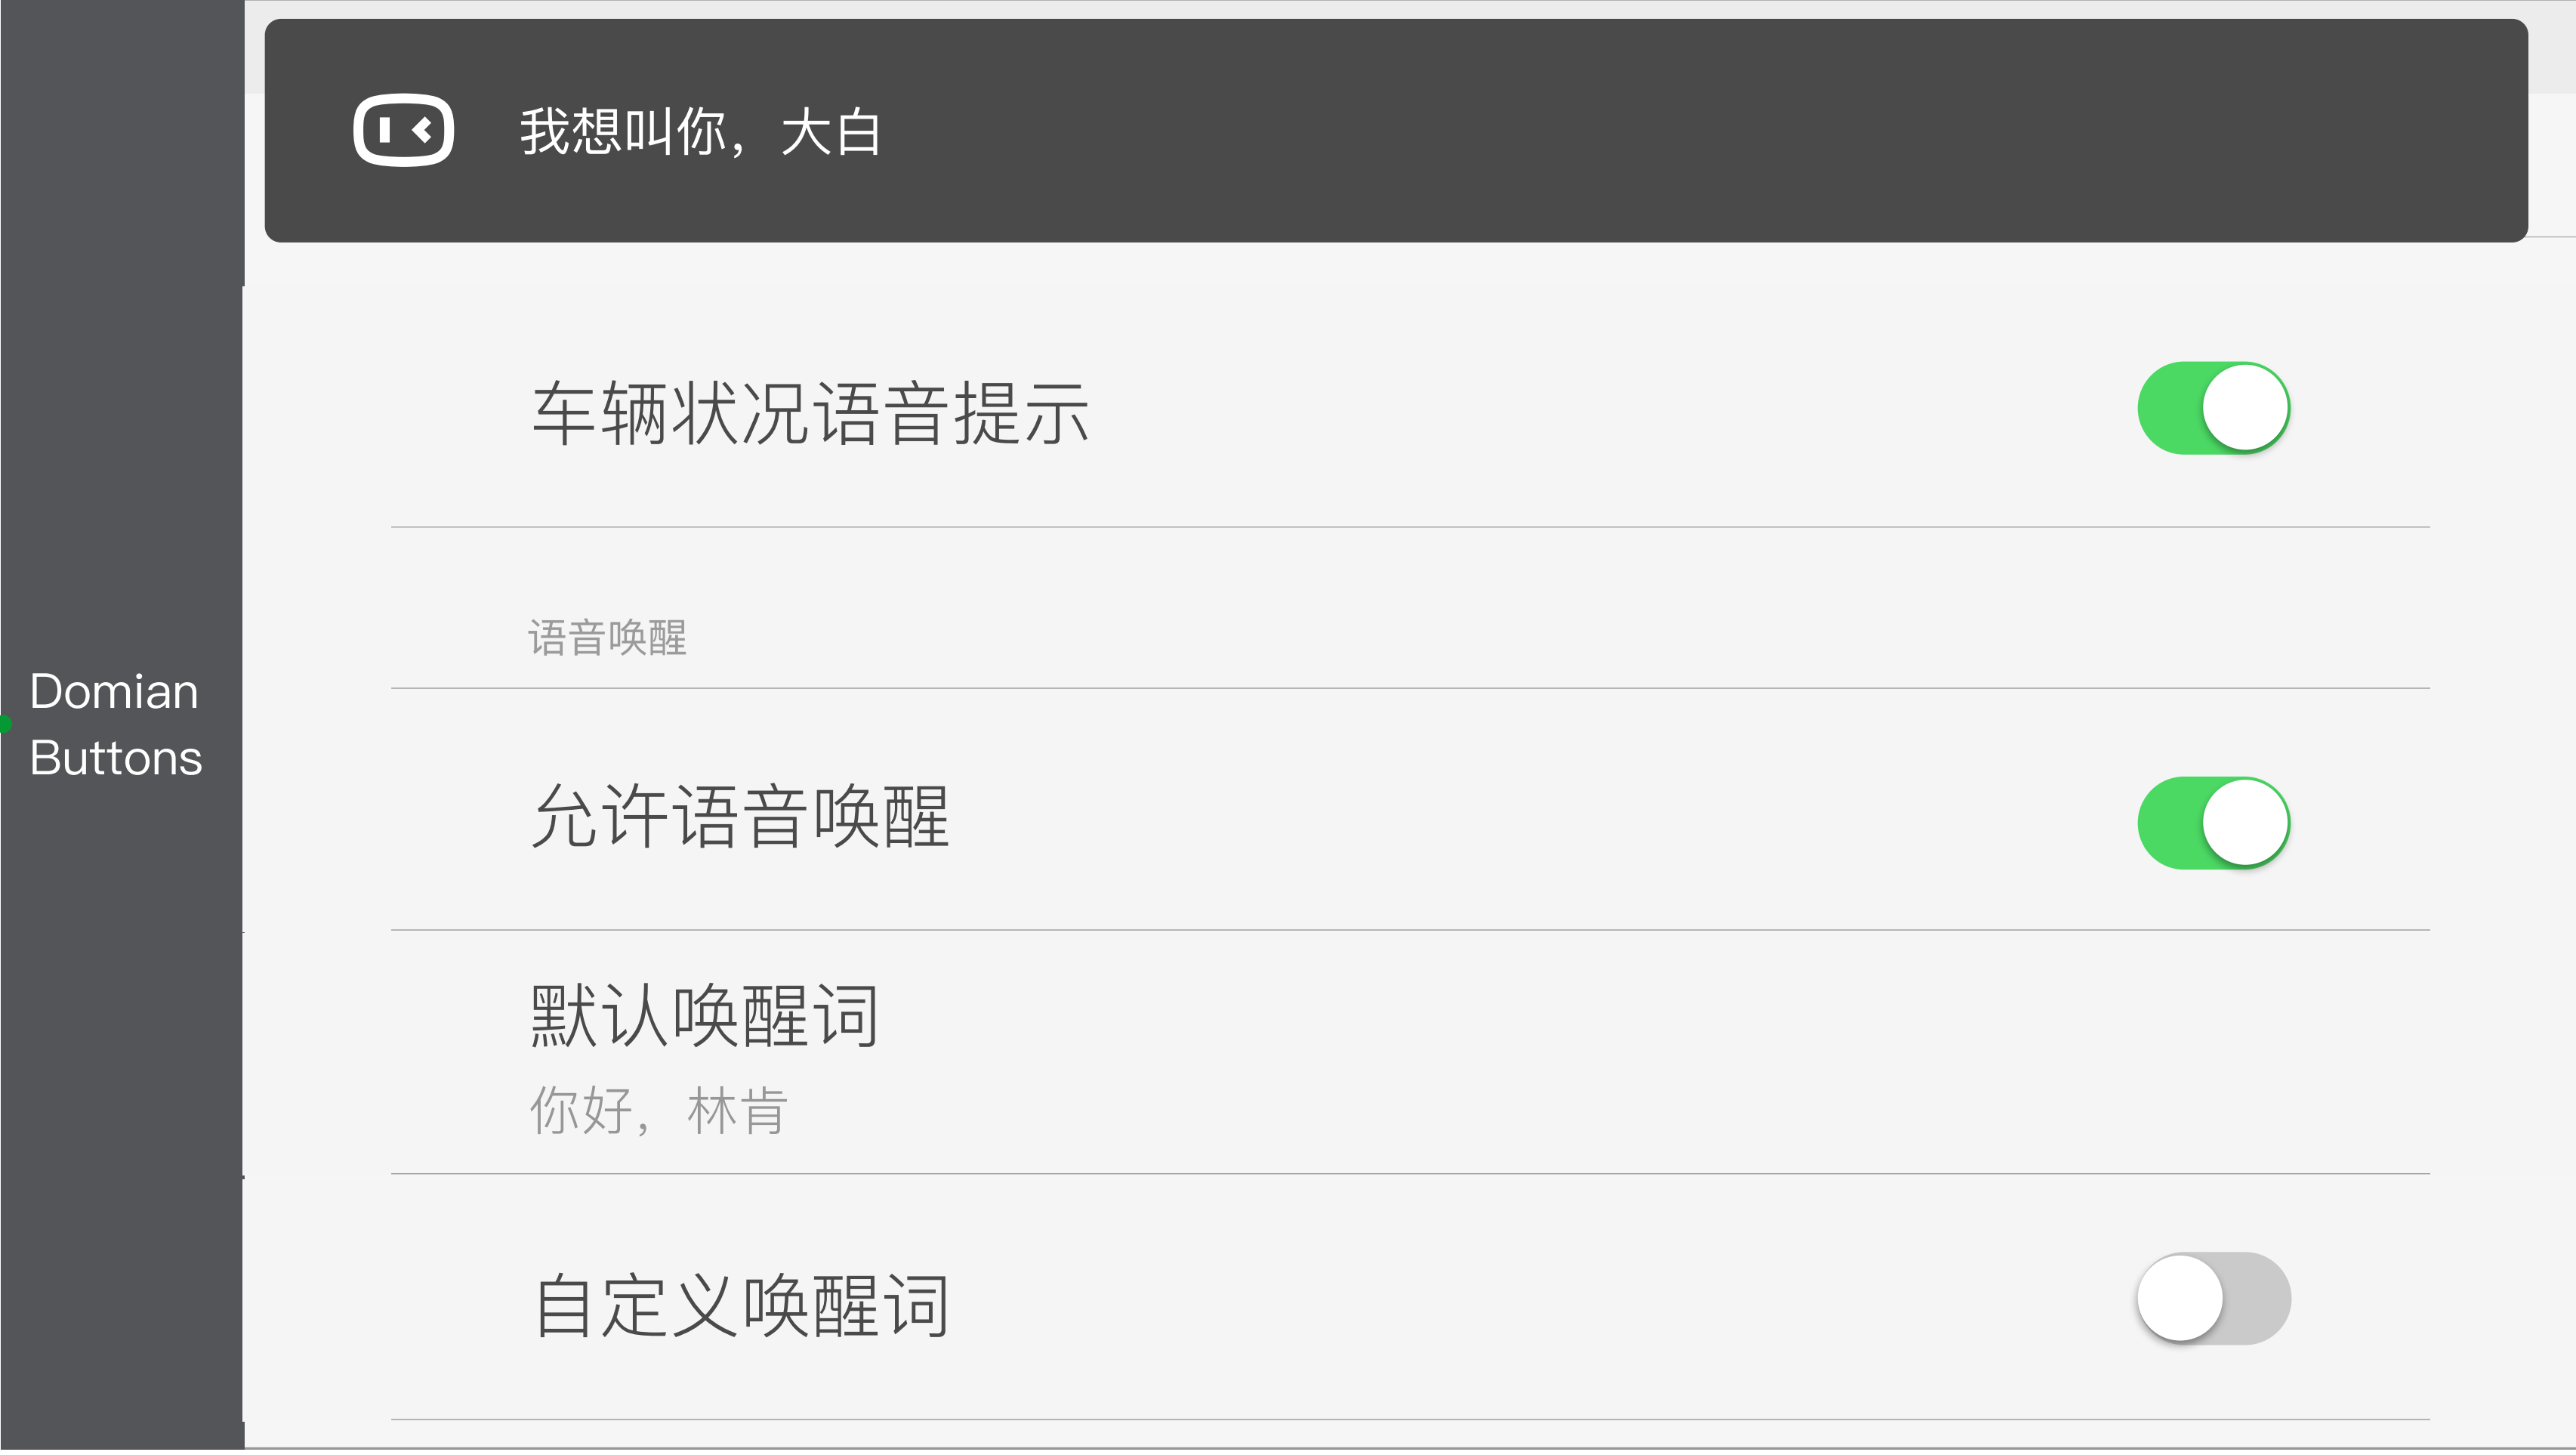 我想叫你，大白
车辆状况语音提示
语音唤醒
Domian
Buttons
允许语音唤醒
默认唤醒词
你好，林肯
自定义唤醒词